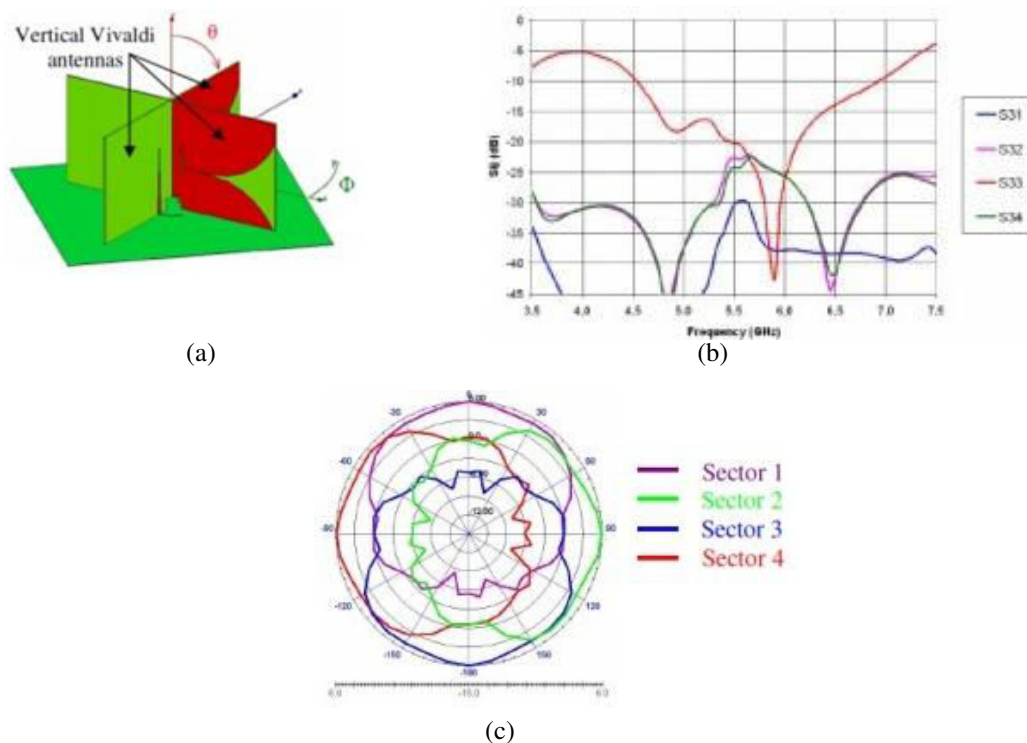 Vertical Vivaldi
antennas
θ
Φ
(a)
Sij (dB)
0
-5
-10
-15
-20
-25
-30
-35
-40
-45
3.5 4.0 4.5 5.0 5.5 6.0 6.5 7.0 7.5
Frequency (GHz)
S31
S32
S33
S34
(b)
0
-30 30
-60 60
-90 90
-120 120
-150 150
-180
Sector 1
Sector 2
Sector 3
Sector 4
(c)